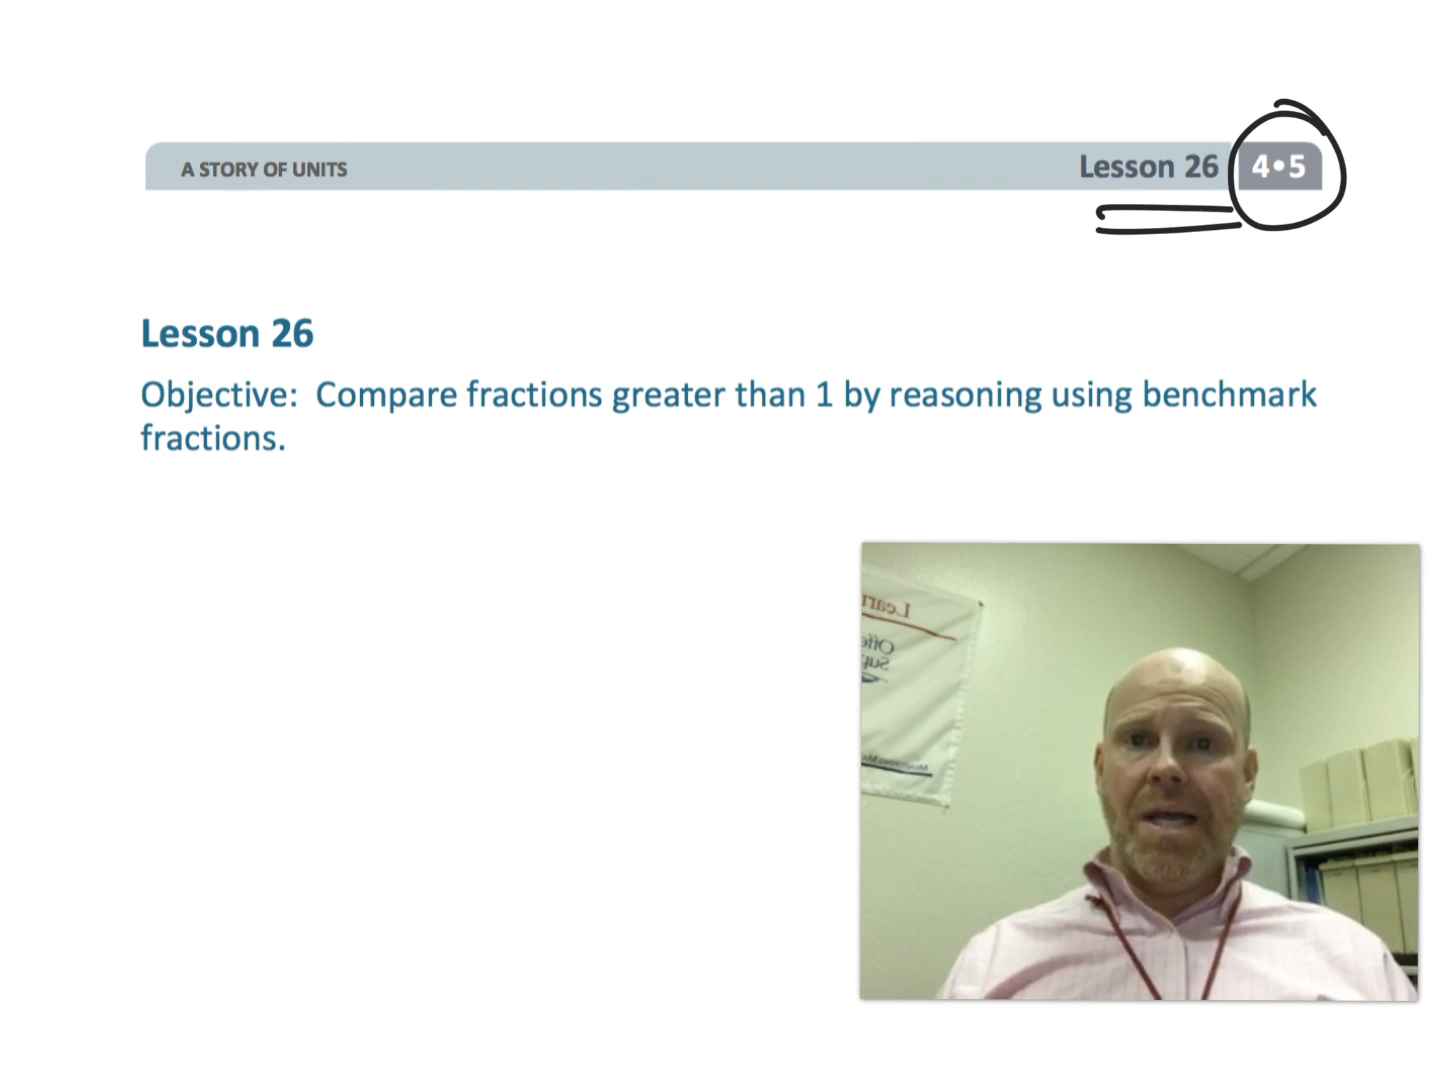 A STORY OF UNITS
Lesson 26 4•5
Lesson 26
Objective: Compare fractions greater than 1 by reasoning using benchmark
fractions.